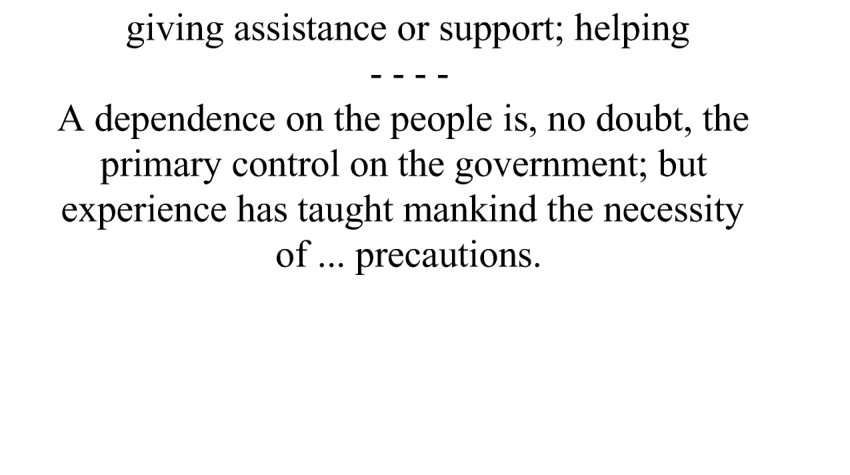 giving assistance or support; helping
- - - -
A dependence on the people is, no doubt, the
primary control on the government; but
experience has taught mankind the necessity
of ... precautions.